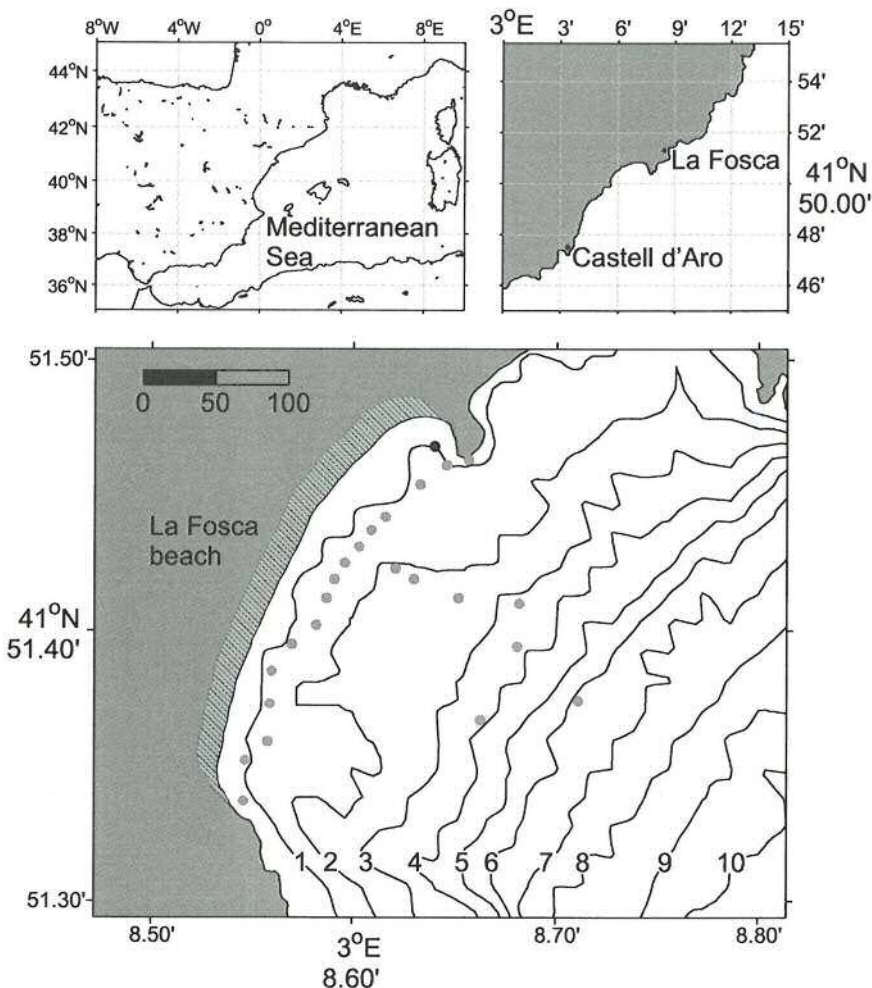 8°W 4°W 0° 4°E 8°E
44°N
42°N
40°N
38°N
36°N
Mediterranean
Sea
3°E 3' 6' 9' 12' 15'
54'
52'
41°N
50.00'
48'
46'
La Fosca
Castell d'Aro
51.50'
41°N
51.40'
51.30'
0 50 100
La Fosca
beach
1 2 3 4 5 6 7 8 9 10
8.50' 3°E 8.70' 8.80'
8.60'